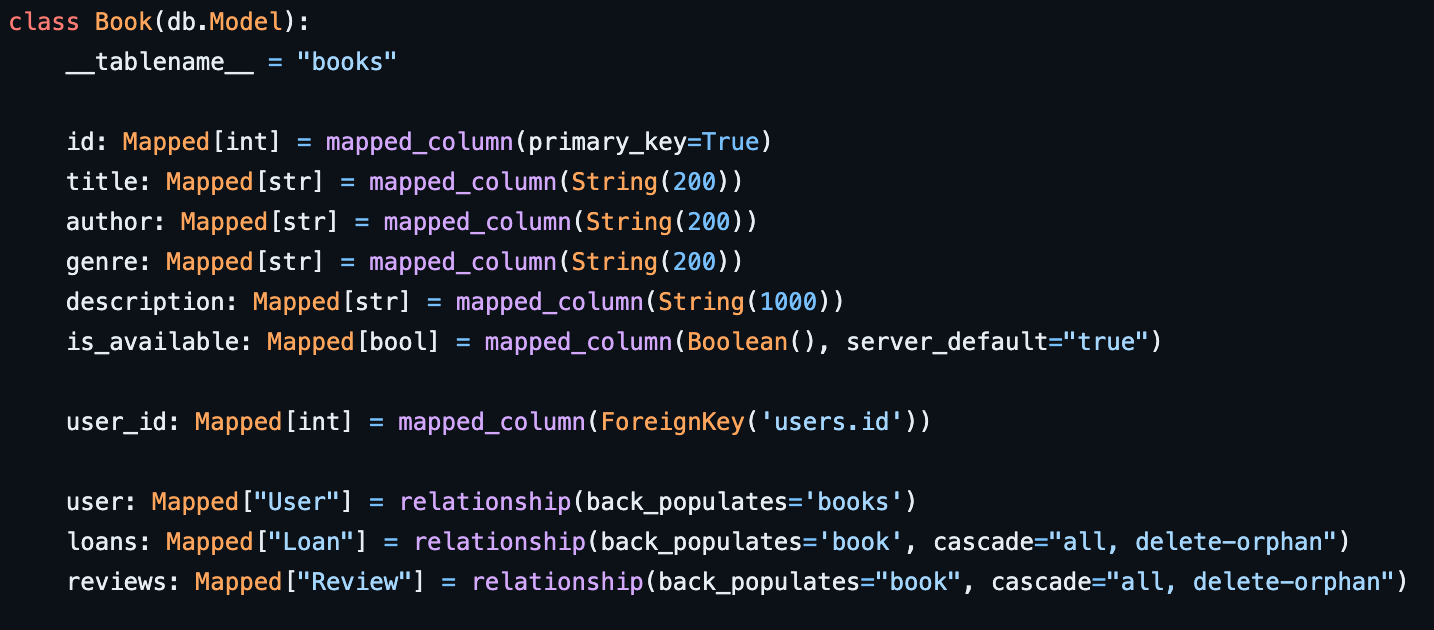 class Book(db.Model):
    __tablename__ = "books"

    id: Mapped[int] = mapped_column(primary_key=True)
    title: Mapped[str] = mapped_column(String(200))
    author: Mapped[str] = mapped_column(String(200))
    genre: Mapped[str] = mapped_column(String(200))
    description: Mapped[str] = mapped_column(String(1000))
    is_available: Mapped[bool] = mapped_column(Boolean(), server_default="true")

    user_id: Mapped[int] = mapped_column(ForeignKey('users.id'))

    user: Mapped["User"] = relationship(back_populates='books')
    loans: Mapped["Loan"] = relationship(back_populates='book', cascade="all, delete-orphan")
    reviews: Mapped["Review"] = relationship(back_populates="book", cascade="all, delete-orphan")